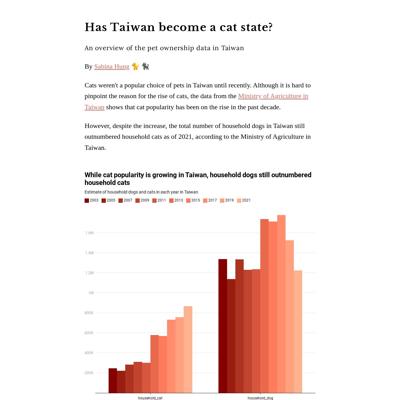 Has Taiwan become a cat state?
An overview of the pet ownership data in Taiwan
By Sabina Hung
Cats weren't a popular choice of pets in Taiwan until recently. Although it is hard to
pinpoint the reason for the rise of cats, the data from the Ministry of Agriculture in
Taiwan shows that cat popularity has been on the rise in the past decade.
However, despite the increase, the total number of household dogs in Taiwan still
outnumbered household cats as of 2021, according to the Ministry of Agriculture in
Taiwan.
While cat popularity is growing in Taiwan, household dogs still outnumbered
household cats
Estimate of household dogs and cats in each year in Taiwan
2003 2005 2007 2009 2011 2013 2015 2017 2019 2021
1.6M
1.4M
1.2M
1M
800K
600K
400K
200K
household_cat household_dog